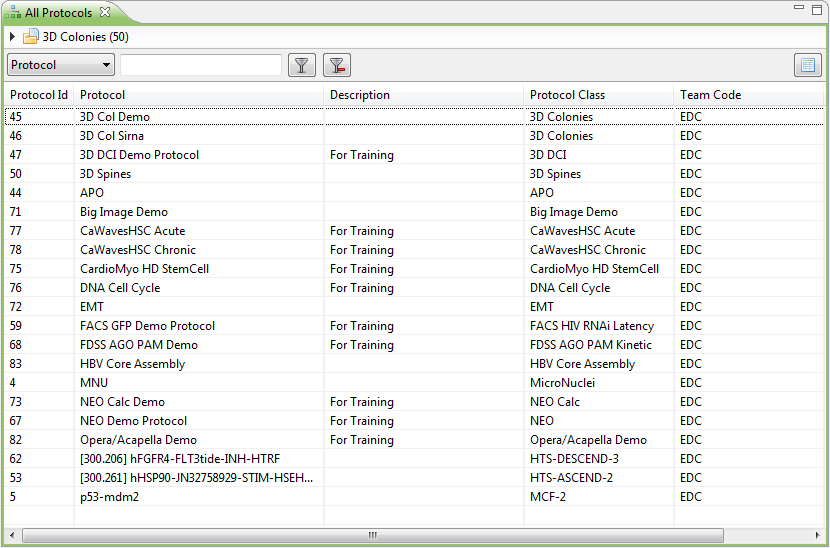 All Protocols
3D Colonies (50)
Protocol
Protocol Id Protocol Description Protocol Class Team Code
45 3D Col Demo 3D Colonies EDC
46 3D Col Sirna 3D Colonies EDC
47 3D DCI Demo Protocol For Training 3D DCI EDC
50 3D Spines 3D Spines EDC
44 APO APO EDC
71 Big Image Demo Big Image Demo EDC
77 CaWavesHSC Acute For Training CaWavesHSC Acute EDC
78 CaWavesHSC Chronic For Training CaWavesHSC Chronic EDC
75 CardioMyo HD StemCell For Training CardioMyo HD StemCell EDC
76 DNA Cell Cycle For Training DNA Cell Cycle EDC
72 EMT EMT EDC
59 FACS GFP Demo Protocol For Training FACS HIV RNAi Latency EDC
68 FDSS AGO PAM Demo For Training FDSS AGO PAM Kinetic EDC
83 HBV Core Assembly HBV Core Assembly EDC
4 MNU MicroNuclei EDC
73 NEO Calc Demo For Training NEO Calc EDC
67 NEO Demo Protocol For Training NEO EDC
82 Opera/Acapella Demo For Training Opera/Acapella Demo EDC
62 [300.206] hFGFR4-FLT3tide-INH-HTRF HTS-DESCEND-3 EDC
53 [300.261] hHSP90-JN32758929-STIM-HSEH... HTS-ASCEND-2 EDC
5 p53-mdm2 MCF-2 EDC